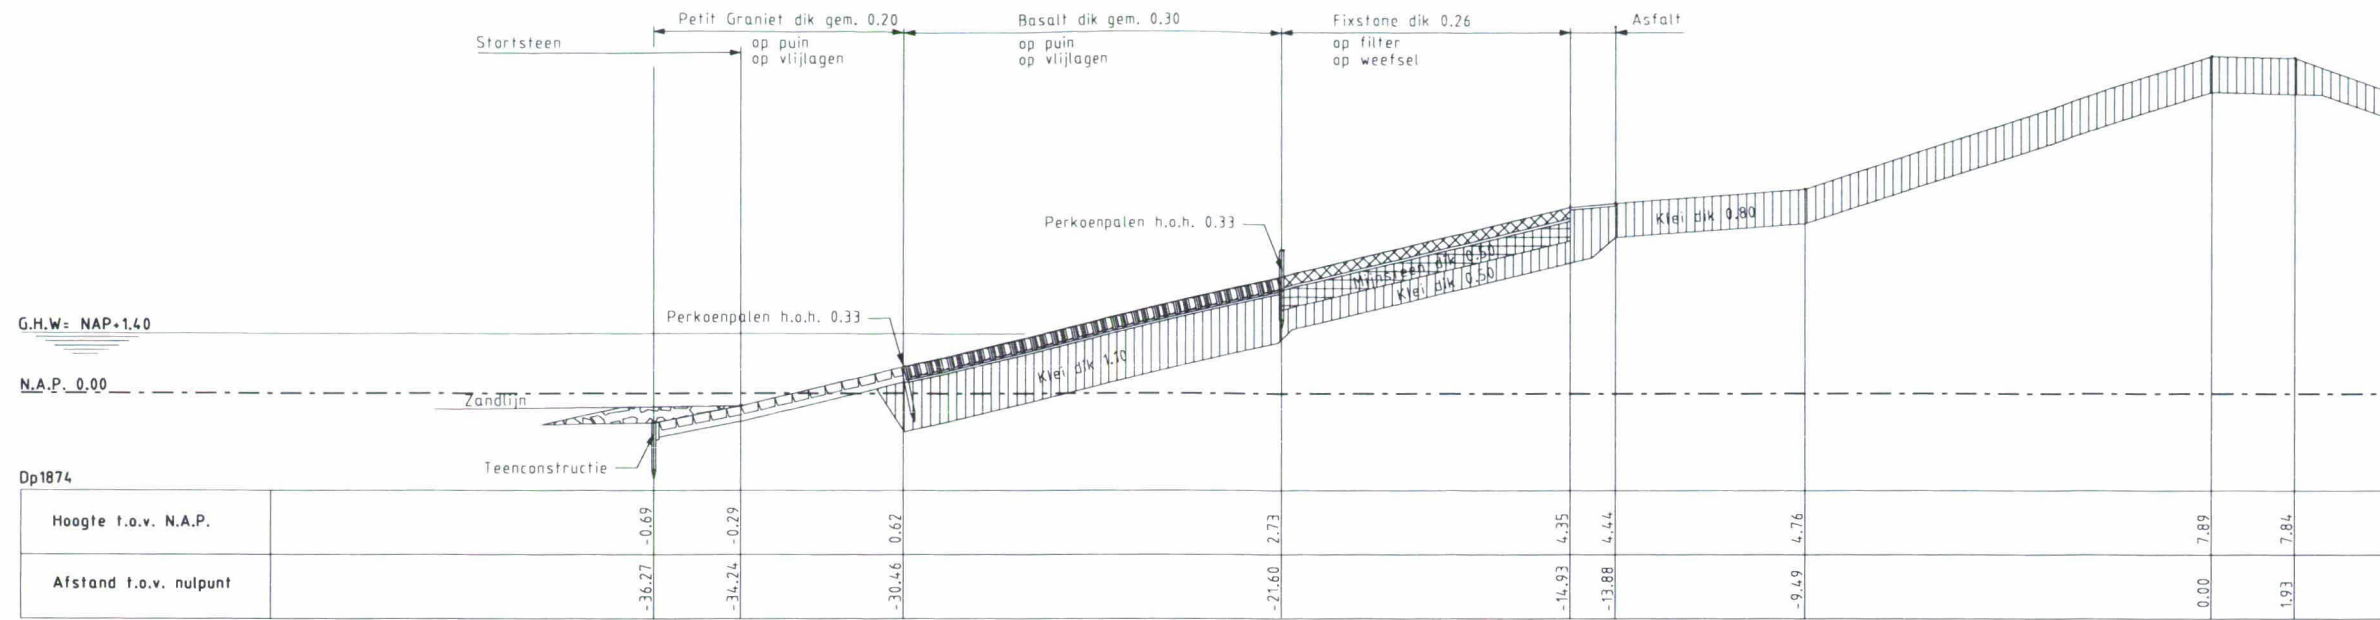 Petit Graniet dik gem. 0.20
op puin
op vlijlagen
Basalt dik gem. 0.30
op puin
op vlijlagen
Fixstone dik 0.26
op filter
op weefsel
Asfalt
Stortsteen
Perkoenpalen h.o.h. 0.33
Klei dik 0.80
Mijnsteen dik 0.50
Klei dik 0.50
Perkoenpalen h.o.h. 0.33
Klei dik 1.10
G.H.W= NAP+1.40
N.A.P. 0.00
Zandlijn
Teenconstructie
Dp1874
Hoogte t.o.v. N.A.P. -0.69 -0.29 0.62 2.73 4.35 4.44 4.76 7.89 7.84
Afstand t.o.v. nulpunt -36.27 -34.24 -30.46 -21.60 -14.93 -13.88 -9.49 0.00 1.93